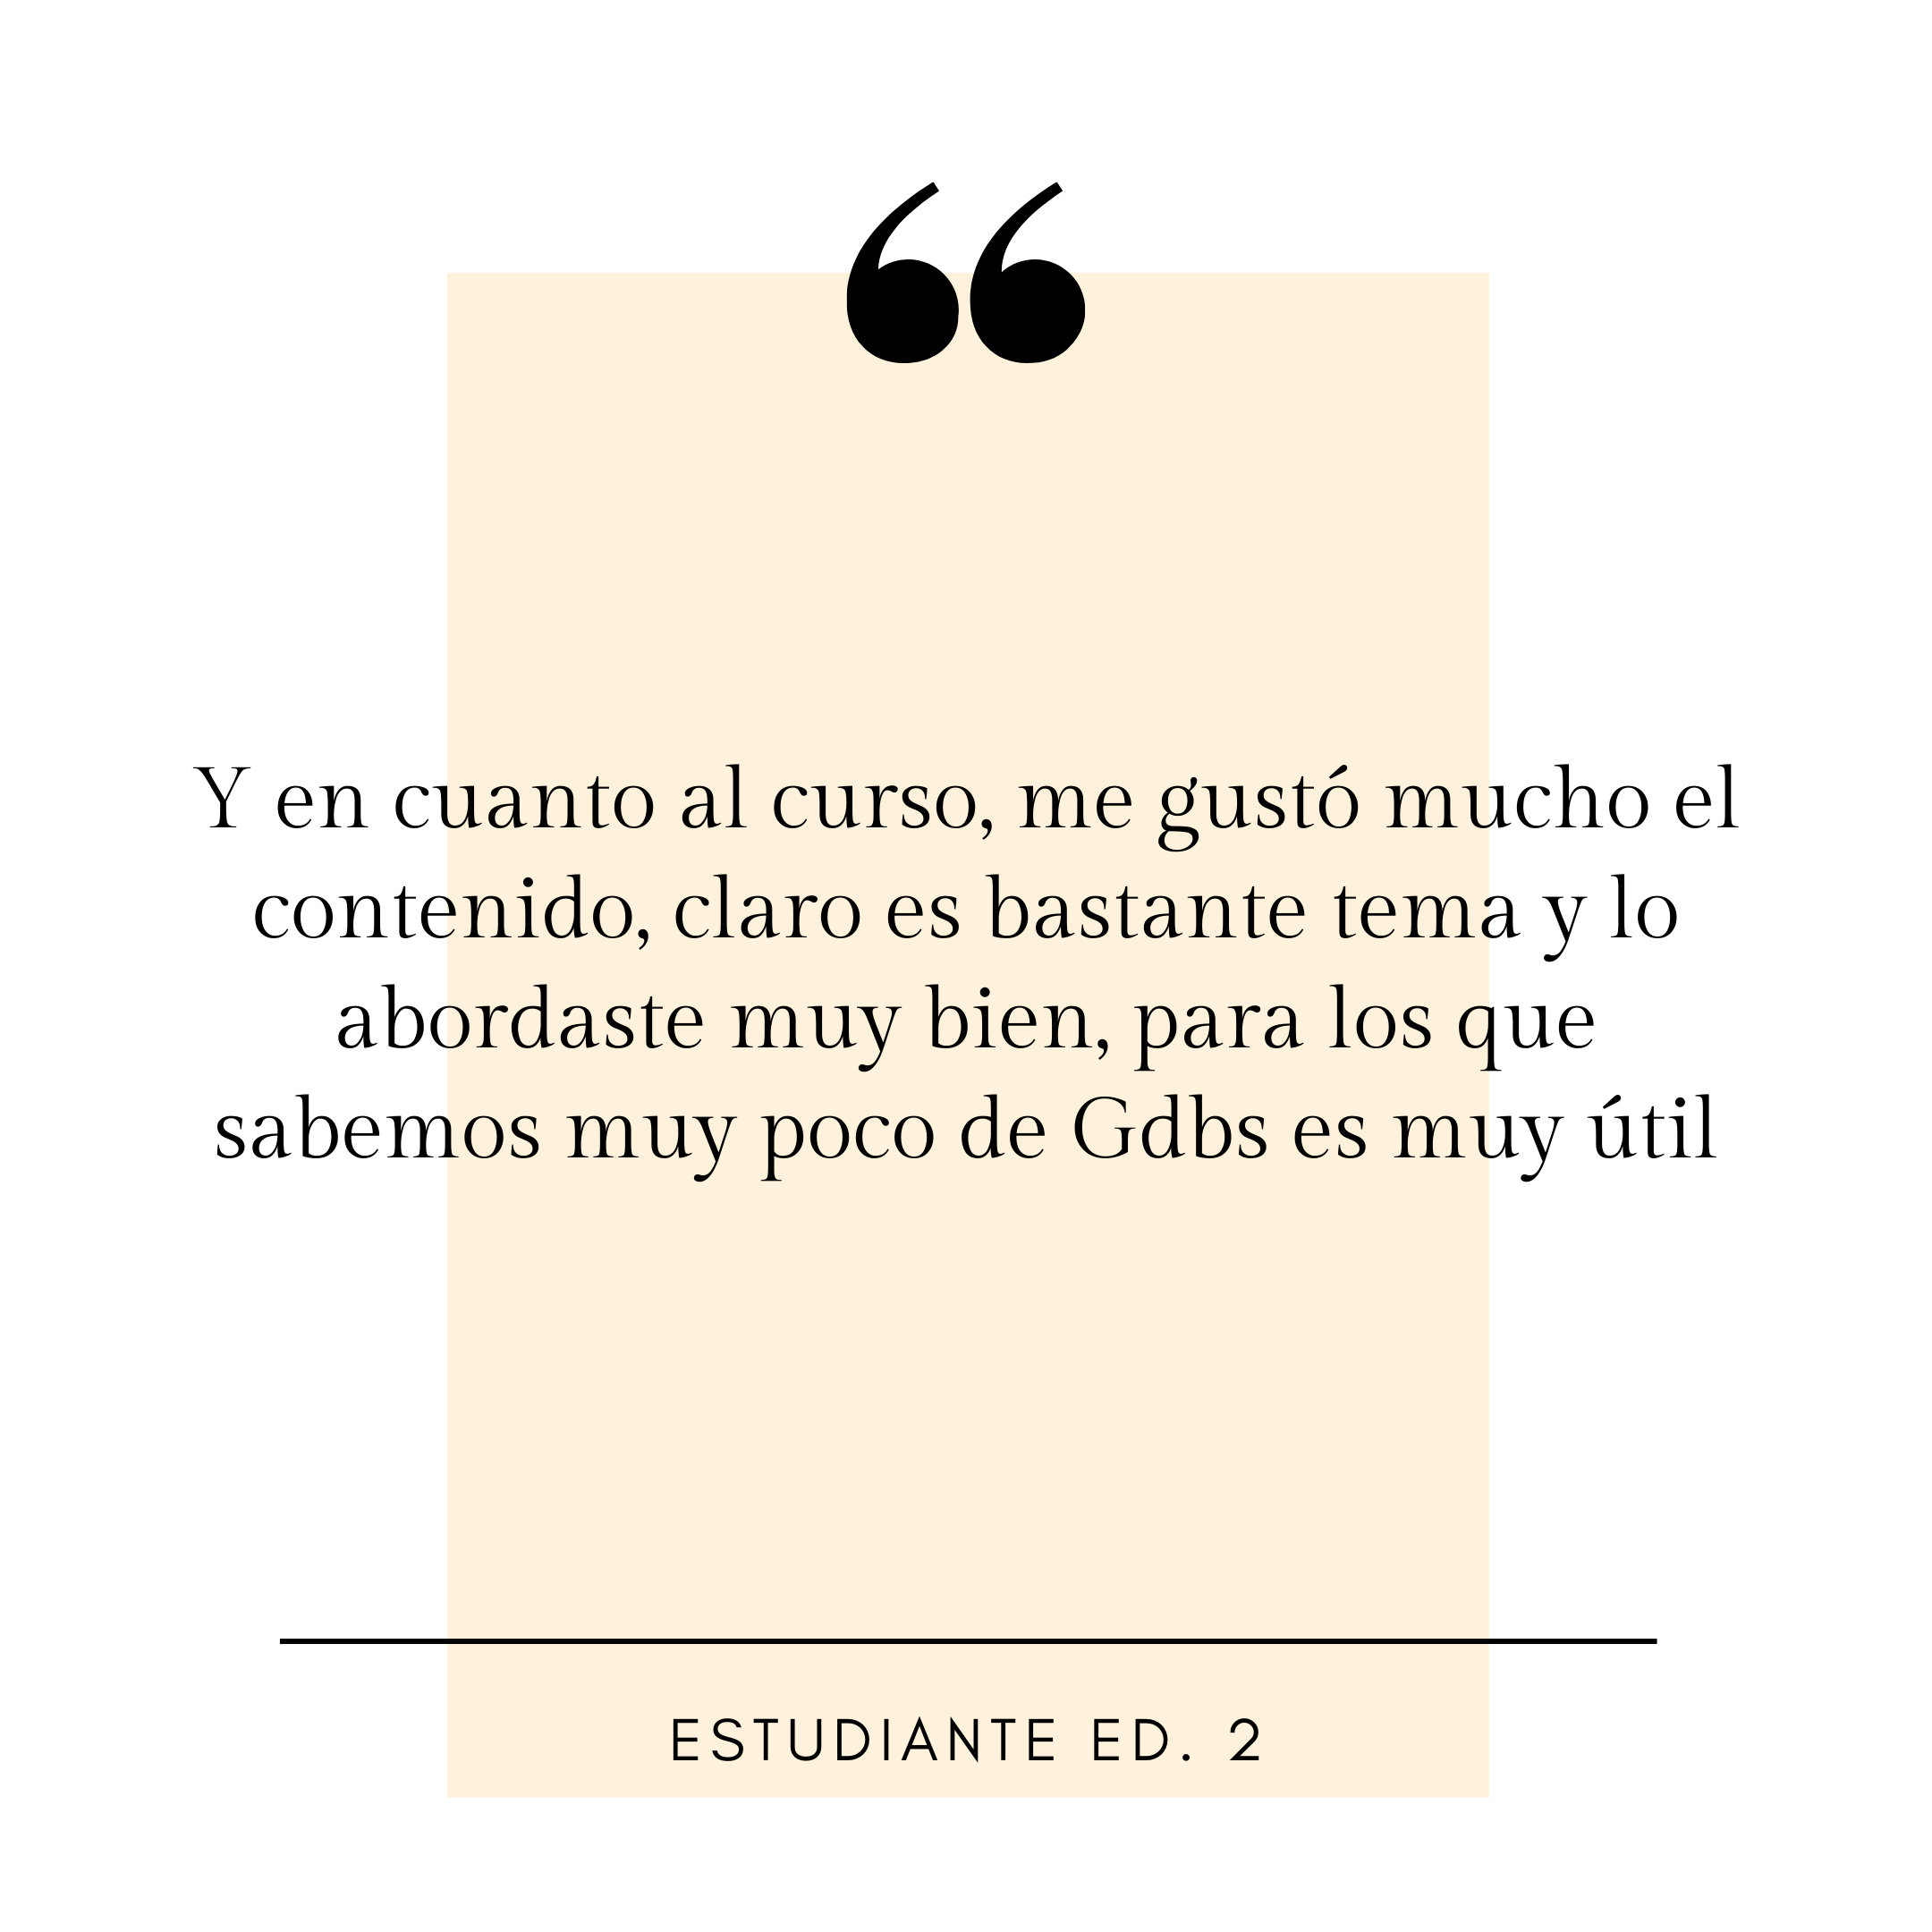 “
Y en cuanto al curso, me gustó mucho el
contenido, claro es bastante tema y lo
abordaste muy bien, para los que
sabemos muy poco de Gdbs es muy útil
ESTUDIANTE ED. 2